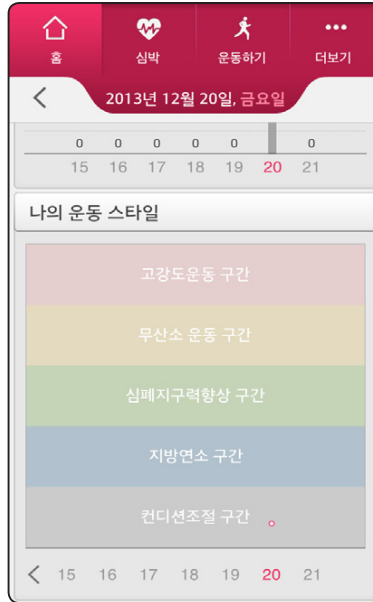 홈 심박 운동하기 더보기
2013년 12월 20일, 금요일
0 0 0 0 0 0
15 16 17 18 19 20 21
나의 운동 스타일
고강도운동 구간
무산소 운동 구간
심폐지구력향상 구간
지방연소 구간
컨디션조절 구간
15 16 17 18 19 20 21